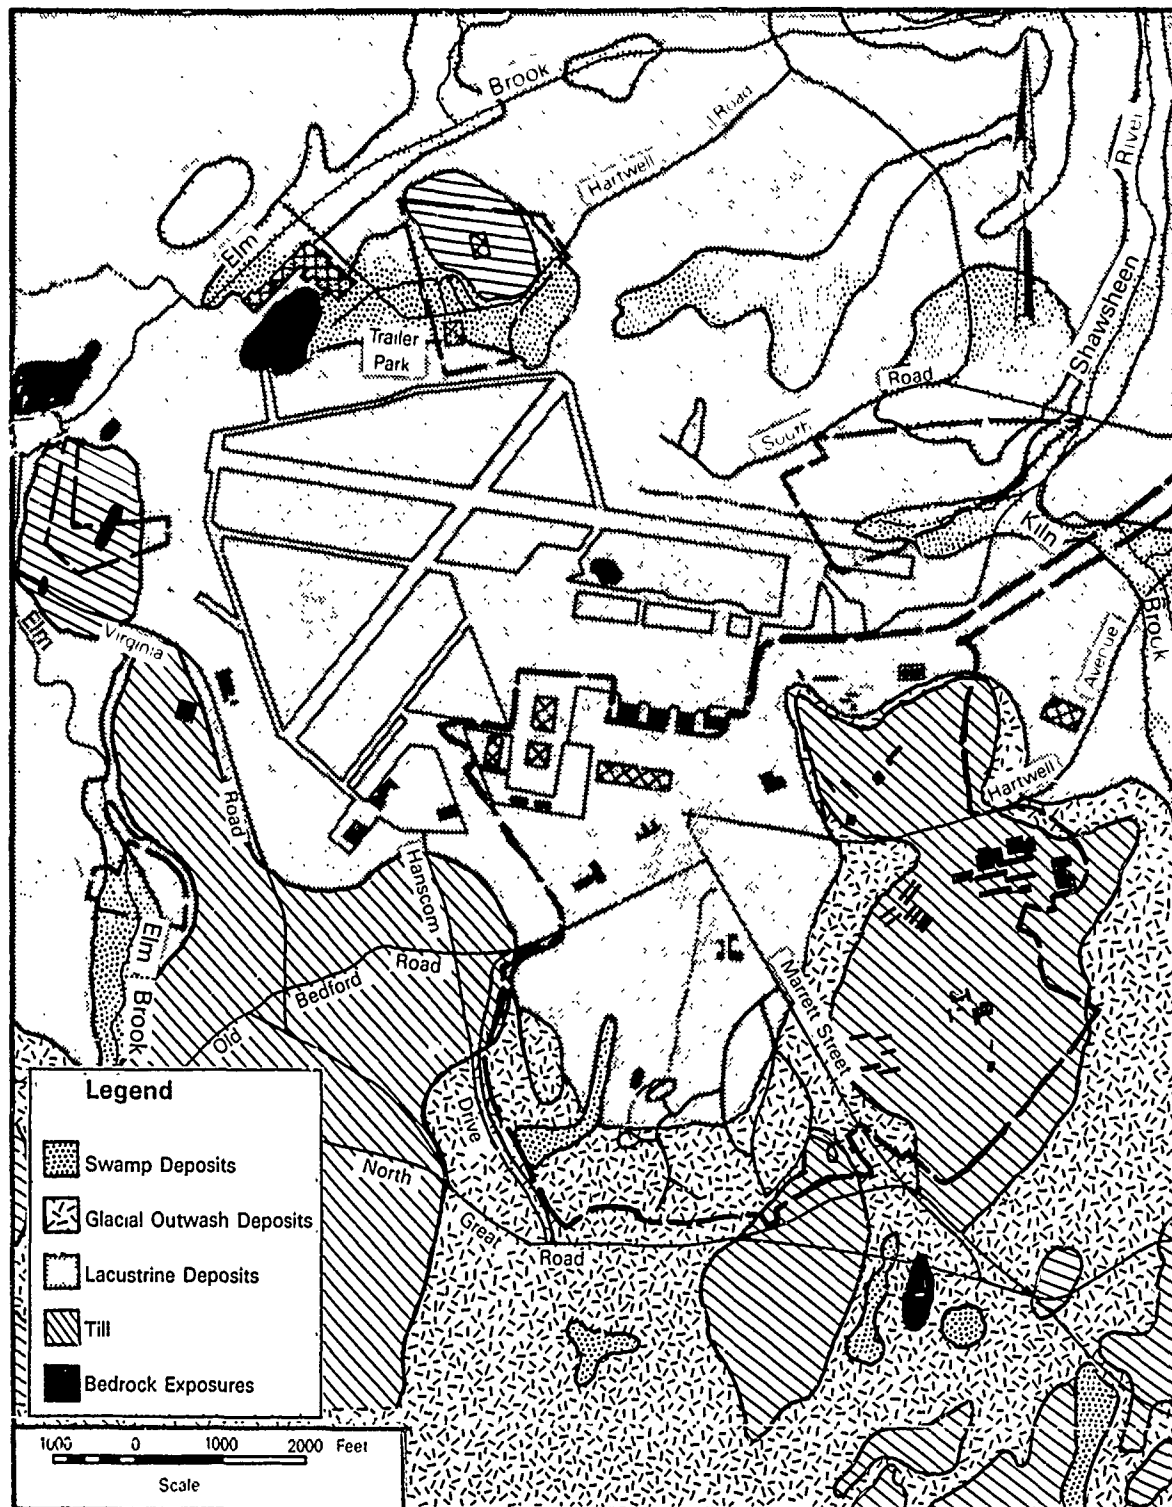 Brook
Road
Hartwell
River
N
Elm
Shawsheen
Trailer
Park
Road
South
Kiln
Elm
Virginia
Brook
Avenue
Road
Hartwell
Hanscom
Elm
Brook
Road
Bedford
Old
Marrett Street
Drive
North
Great
Road
Legend
Swamp Deposits
Glacial Outwash Deposits
Lacustrine Deposits
Till
Bedrock Exposures
1000 0 1000 2000 Feet
Scale